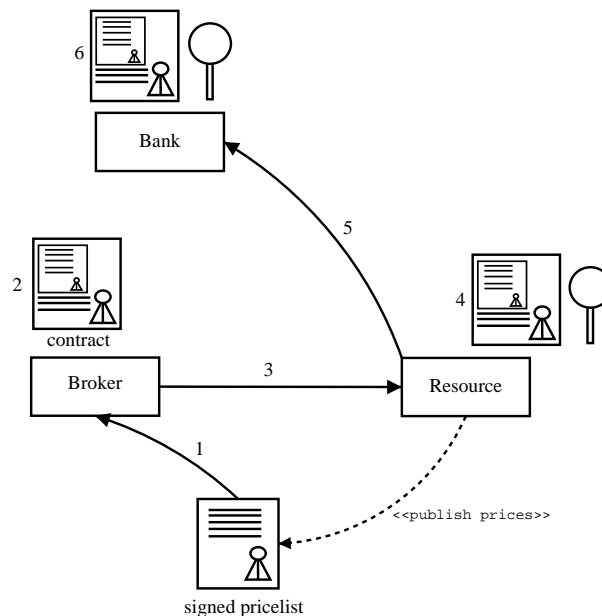 6
Bank
5
2
4
contract
Broker
3
Resource
1
<<publish prices>>
signed pricelist